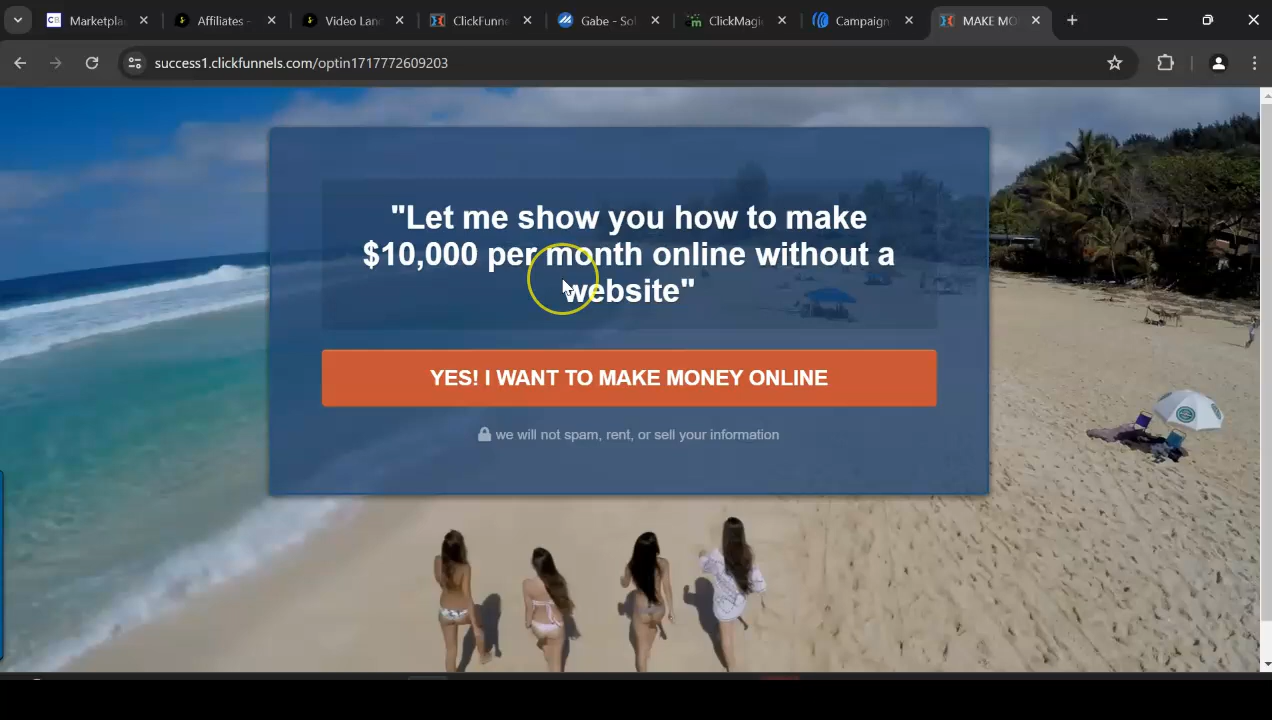 Marketpla
Affiliates –
Video Lan
ClickFunne
Gabe - Sol
ClickMagic
Campaign
MAKE MO
success1.clickfunnels.com/optin1717772609203
"Let me show you how to make
$10,000 per month online without a
website"
YES! I WANT TO MAKE MONEY ONLINE
we will not spam, rent, or sell your information